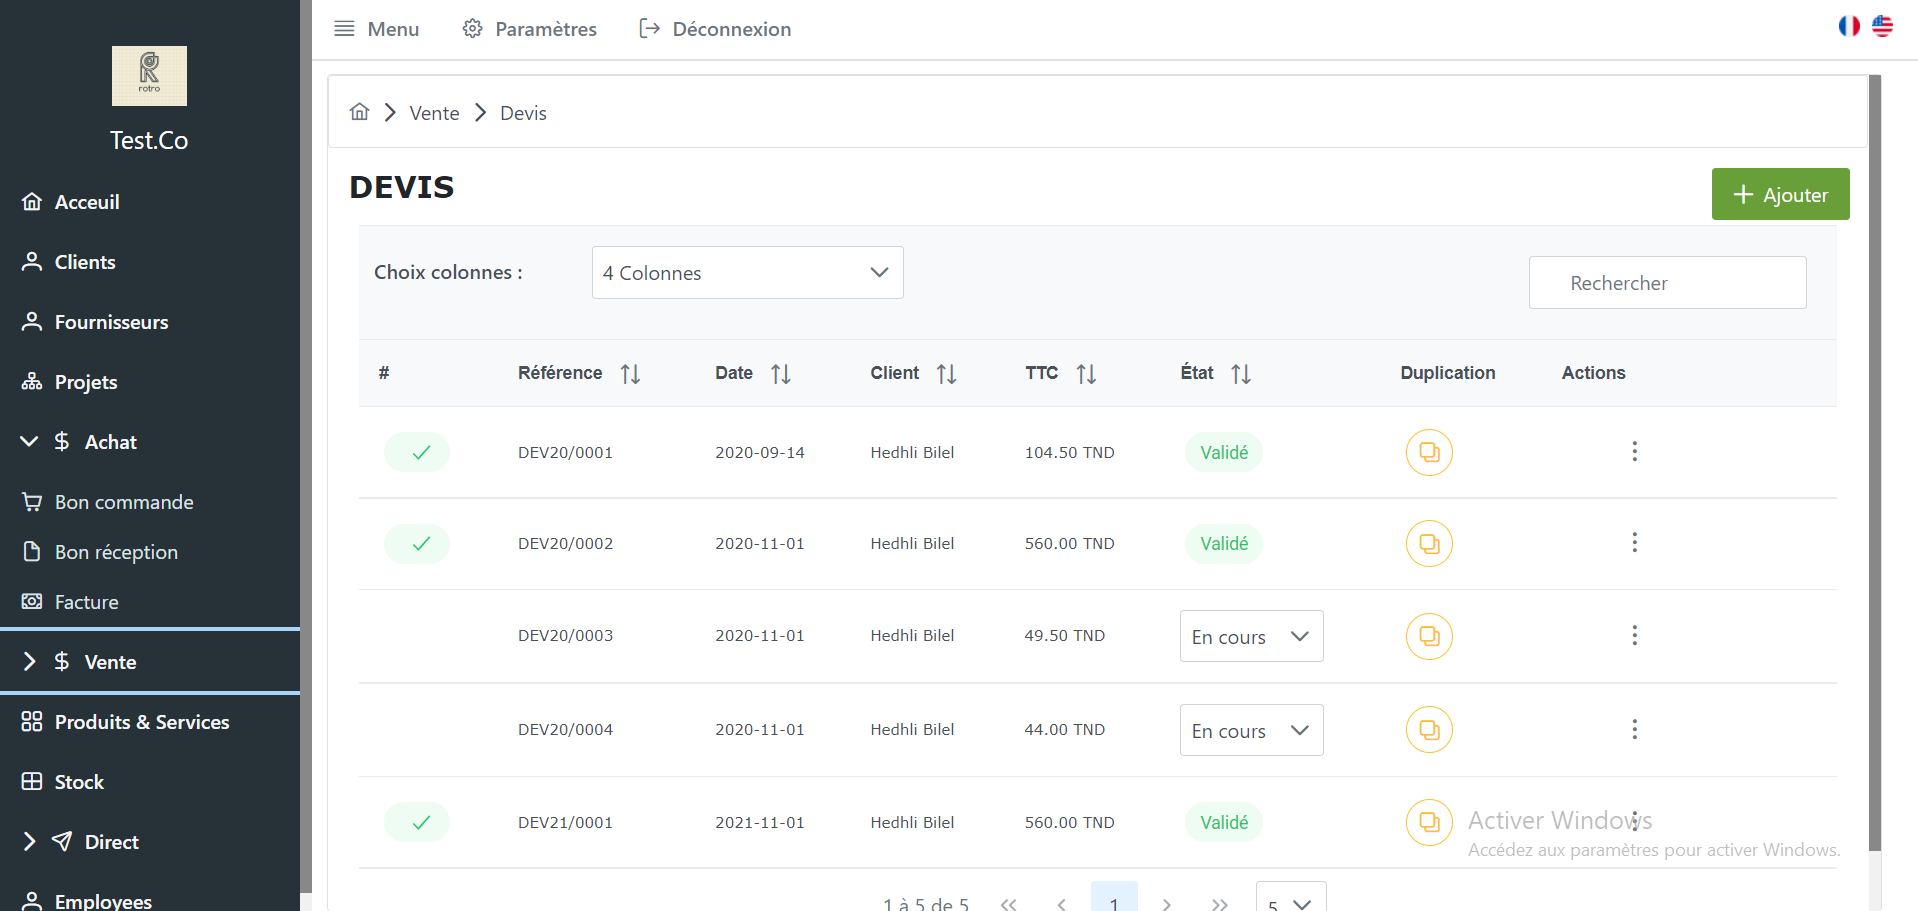 rotro
Test.Co
Acceuil
Clients
Fournisseurs
Projets
$ Achat
Bon commande
Bon réception
Facture
$ Vente
Produits & Services
Stock
Direct
Employees
Menu Paramètres Déconnexion
Vente Devis
DEVIS
+ Ajouter
Choix colonnes : 4 Colonnes Rechercher
# Référence Date Client TTC État Duplication Actions
DEV20/0001 2020-09-14 Hedhli Bilel 104.50 TND Validé
DEV20/0002 2020-11-01 Hedhli Bilel 560.00 TND Validé
DEV20/0003 2020-11-01 Hedhli Bilel 49.50 TND En cours
DEV20/0004 2020-11-01 Hedhli Bilel 44.00 TND En cours
DEV21/0001 2021-11-01 Hedhli Bilel 560.00 TND Validé
Activer Windows
Accédez aux paramètres pour activer Windows.
1 à 5 de 5 « ‹ 1 › » 5